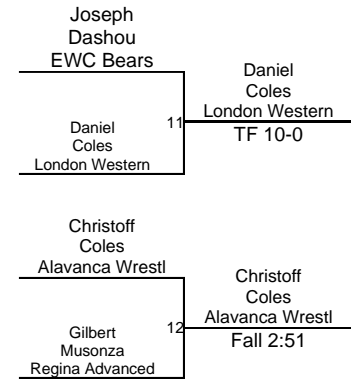 Joseph
Dashou
EWC Bears
Daniel
Coles
London Western
11
Daniel
Coles
London Western
TF 10-0
Christoff
Coles
Alavanca Wrestl
Gilbert
Musonza
Regina Advanced
12
Christoff
Coles
Alavanca Wrestl
Fall 2:51